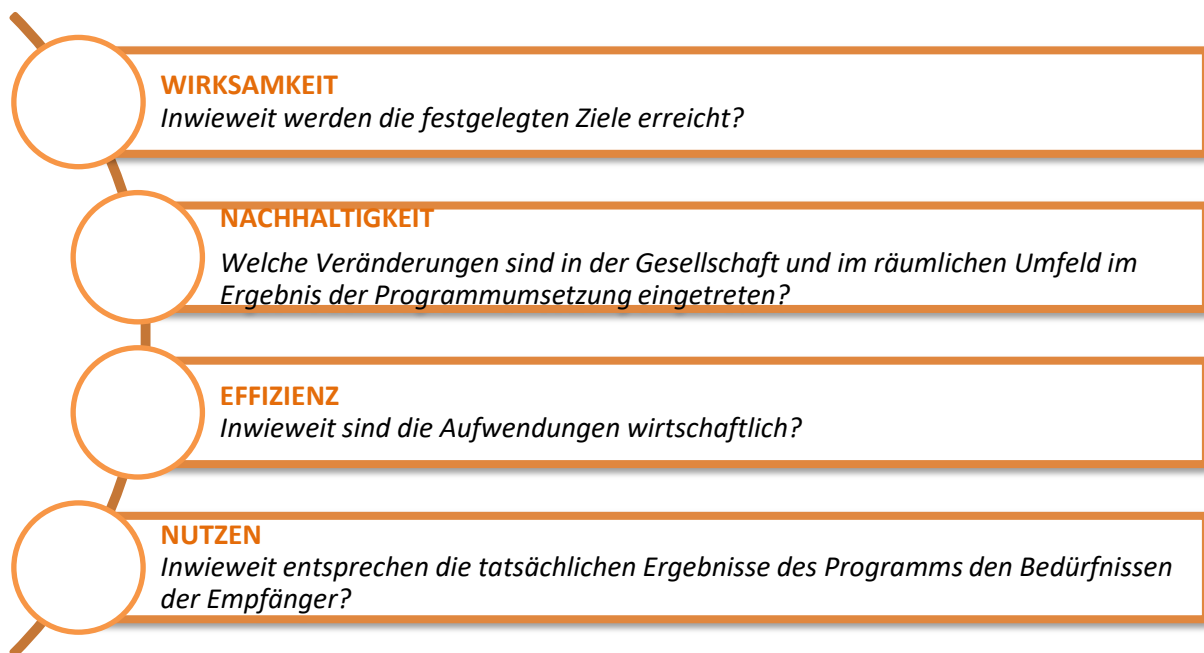 WIRKSAMKEIT
Inwieweit werden die festgelegten Ziele erreicht?
NACHHALTIGKEIT
Welche Veränderungen sind in der Gesellschaft und im räumlichen Umfeld im
Ergebnis der Programmumsetzung eingetreten?
EFFIZIENZ
Inwieweit sind die Aufwendungen wirtschaftlich?
NUTZEN
Inwieweit entsprechen die tatsächlichen Ergebnisse des Programms den Bedürfnissen
der Empfänger?